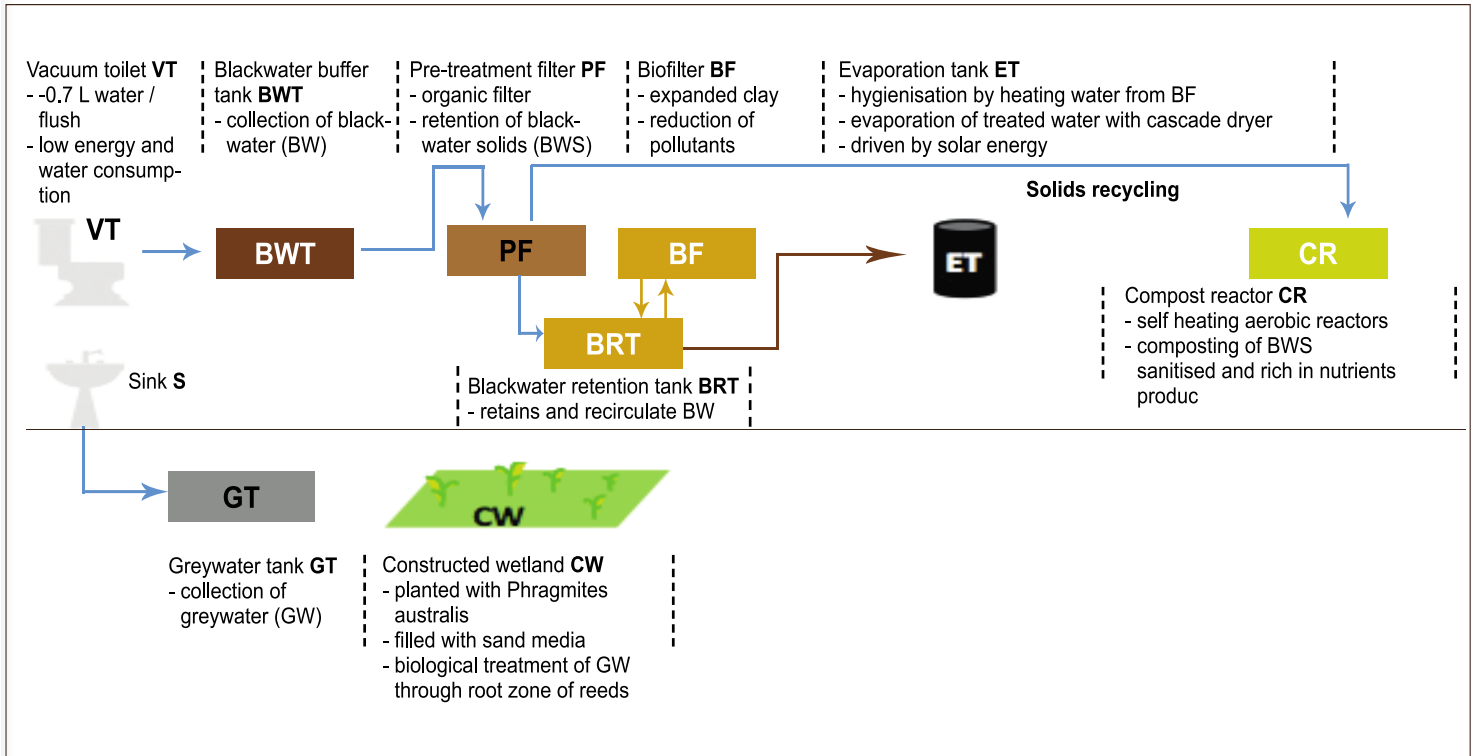 Vacuum toilet VT
- -0.7 L water /
flush
- low energy and
water consump-
tion
Blackwater buffer
tank BWT
- collection of black-
water (BW)
Pre-treatment filter PF
- organic filter
- retention of black-
water solids (BWS)
Biofilter BF
- expanded clay
- reduction of
pollutants
Evaporation tank ET
- hygienisation by heating water from BF
- evaporation of treated water with cascade dryer
- driven by solar energy
Solids recycling
VT
BWT
PF
BF
ET
CR
BRT
Compost reactor CR
- self heating aerobic reactors
- composting of BWS
sanitised and rich in nutrients
produc
Sink S
Blackwater retention tank BRT
- retains and recirculate BW
GT
CW
Greywater tank GT
- collection of
greywater (GW)
Constructed wetland CW
- planted with Phragmites
australis
- filled with sand media
- biological treatment of GW
through root zone of reeds